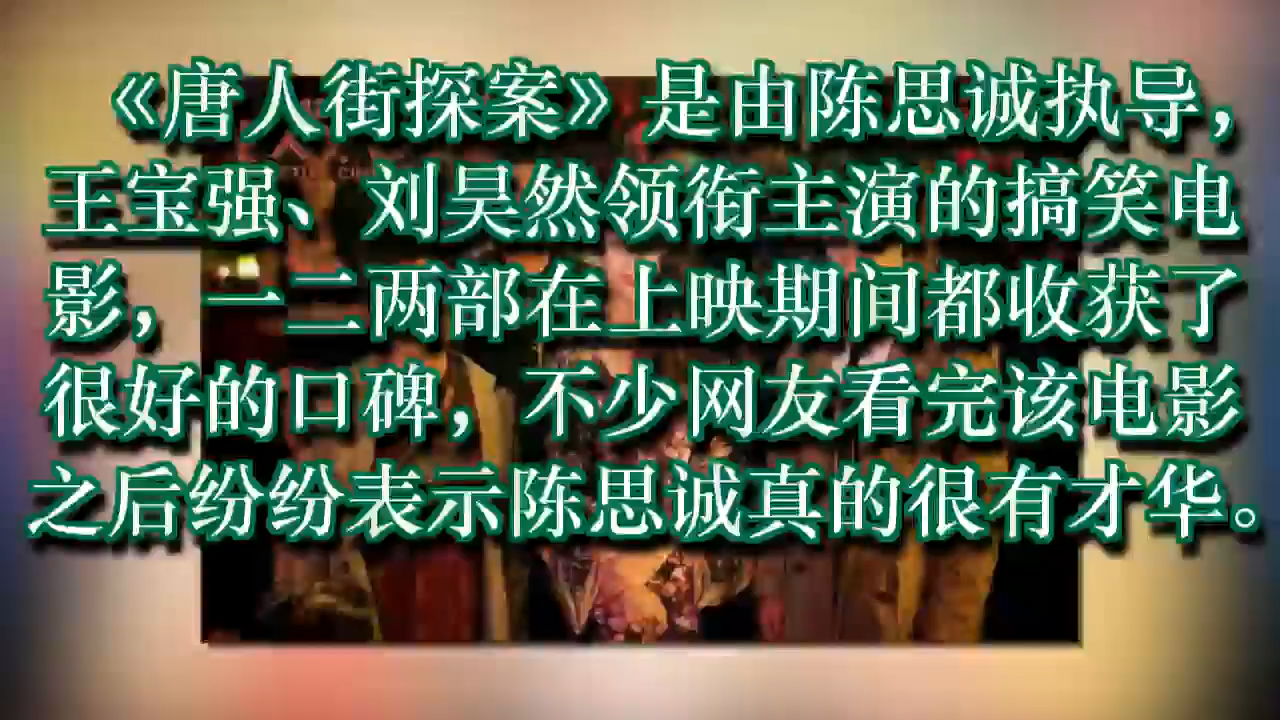 《唐人街探案》是由陈思诚执导，
王宝强、刘昊然领衔主演的搞笑电
影，一二两部在上映期间都收获了
很好的口碑，不少网友看完该电影
之后纷纷表示陈思诚真的很有才华。